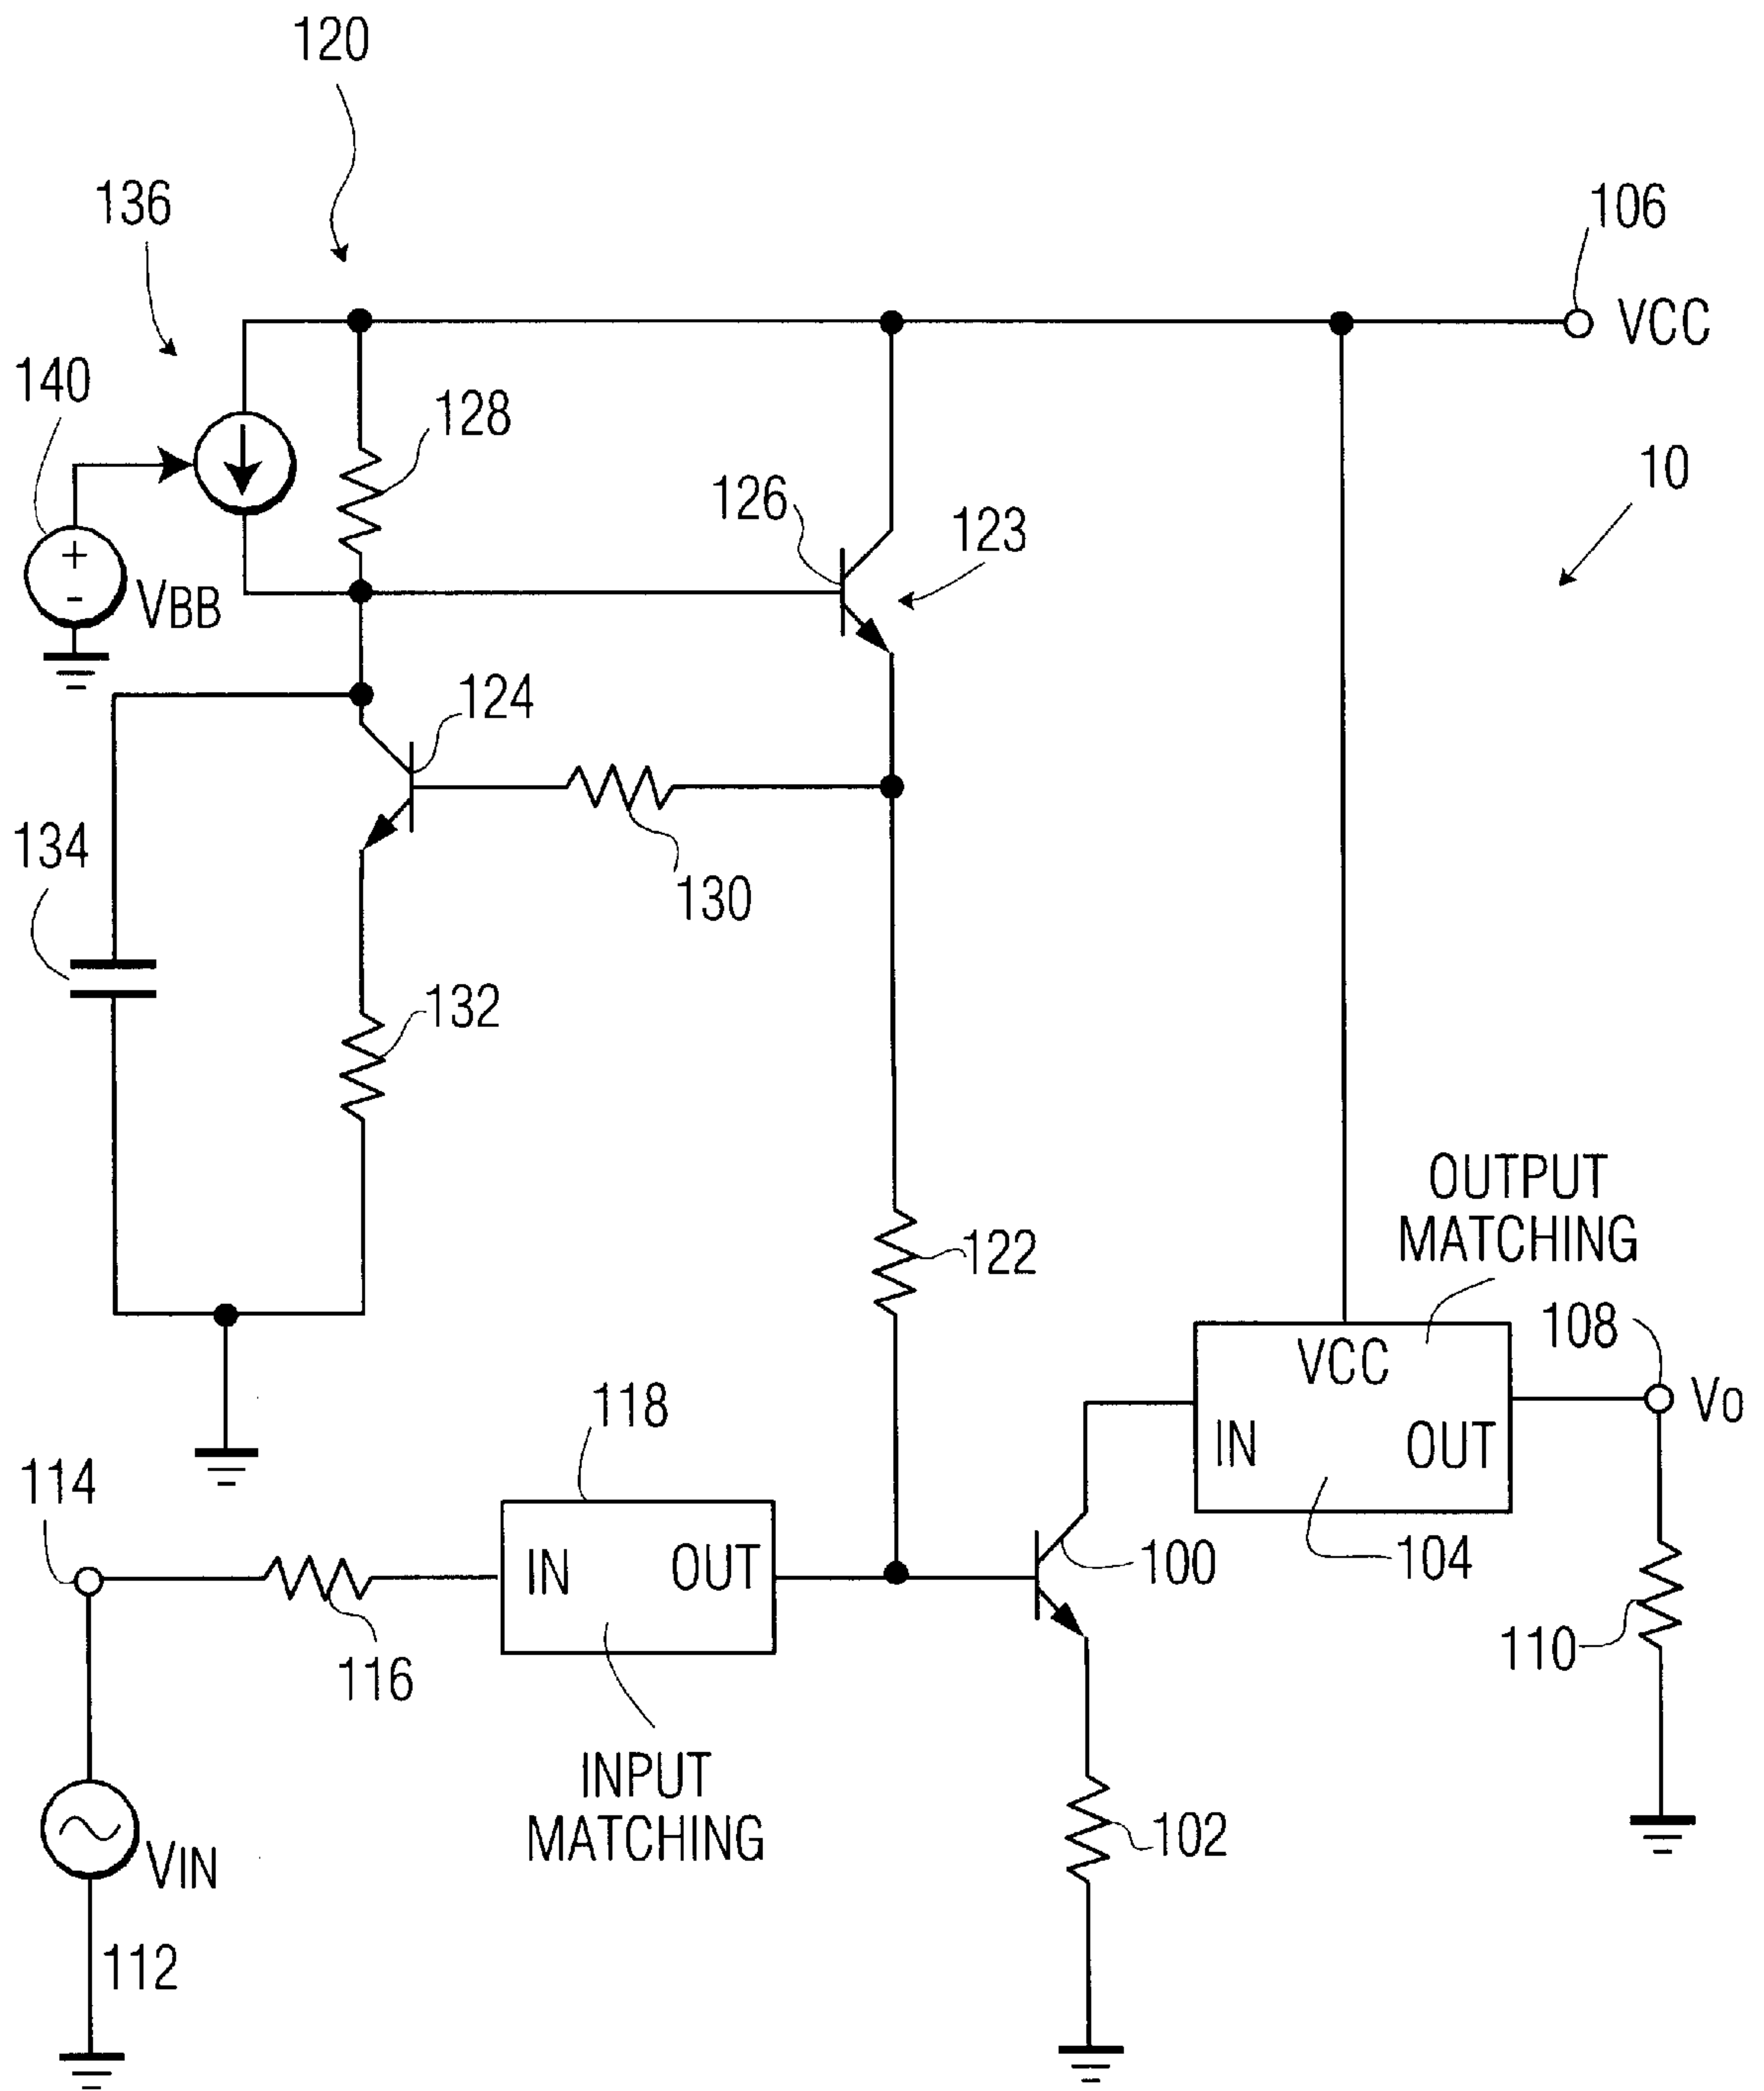 120
136
106
VCC
140
128
10
126
123
+
-
VBB
124
134
130
132
OUTPUT
MATCHING
122
108
VCC
118
VO
IN
OUT
114
IN
OUT
100
104
116
110
INPUT
MATCHING
102
VIN
112